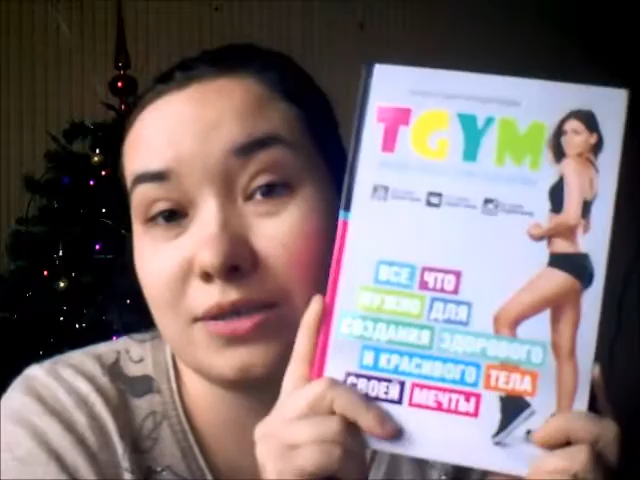 TGYM
ВСЕ ЧТО
НУЖНО ДЛЯ
СОЗДАНИЯ ЗДОРОВОГО
И КРАСИВОГО ТЕЛА
СВОЕЙ МЕЧТЫ